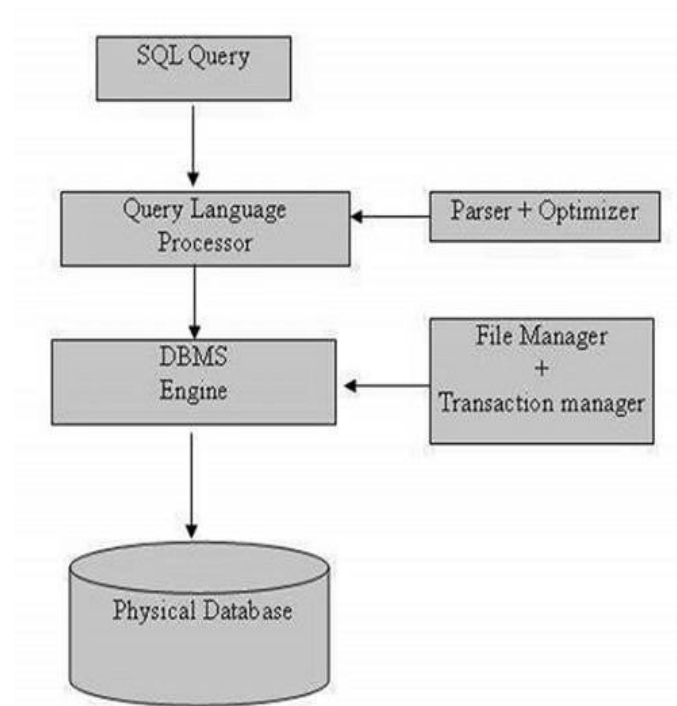 SQL Query
Query Language
Processor
Parser + Optimizer
DBMS
Engine
File Manager
+
Transaction manager
Physical Database